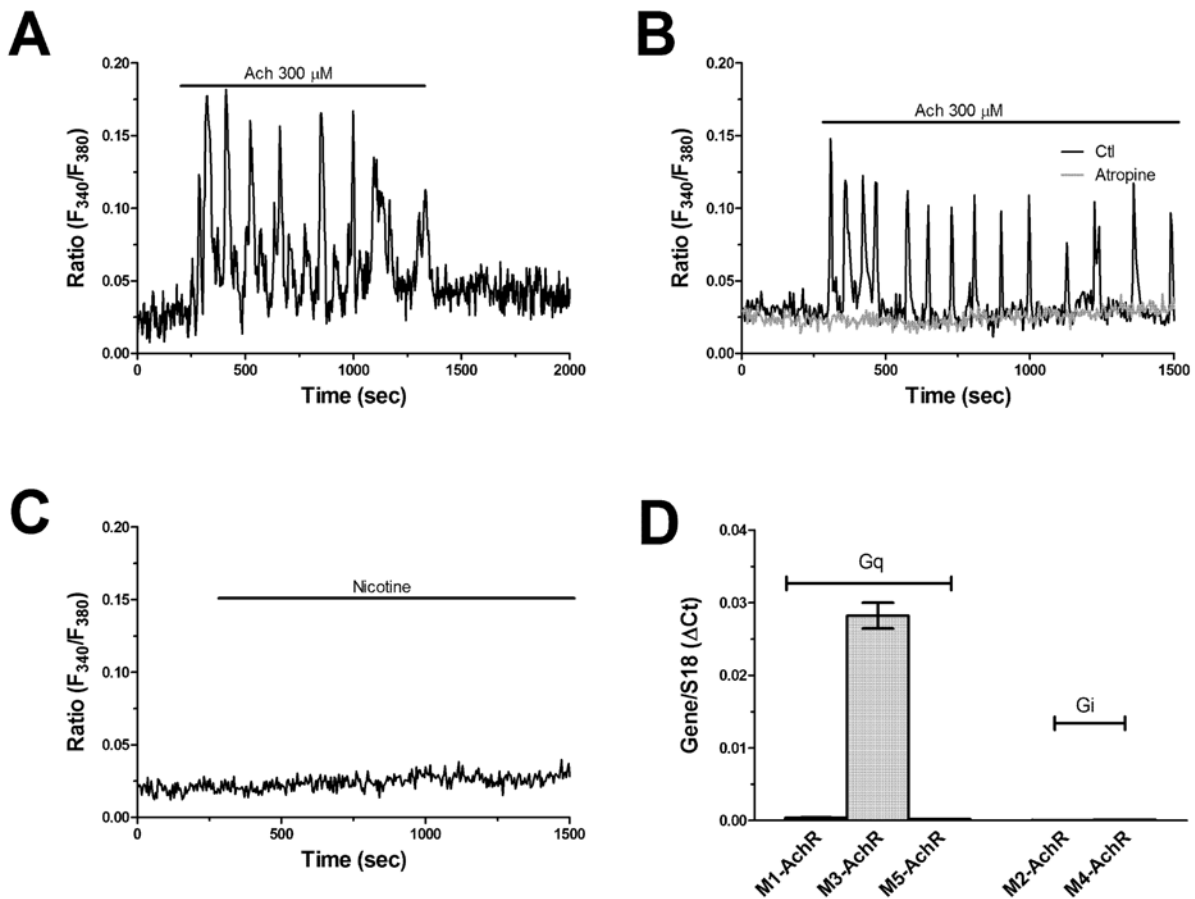 A
Ach 300 μM
Ratio (F340/F380)
0.20
0.15
0.10
0.05
0.00
0 500 1000 1500 2000
Time (sec)
B
Ach 300 μM
Ctl
Atropine
Ratio (F340/F380)
0.20
0.15
0.10
0.05
0.00
0 500 1000 1500
Time (sec)
C
Nicotine
Ratio (F340/F380)
0.20
0.15
0.10
0.05
0.00
0 500 1000 1500
Time (sec)
D
Gq
Gi
Gene/S18 (ΔCt)
0.04
0.03
0.02
0.01
0.00
M1-AchR
M3-AchR
M5-AchR
M2-AchR
M4-AchR